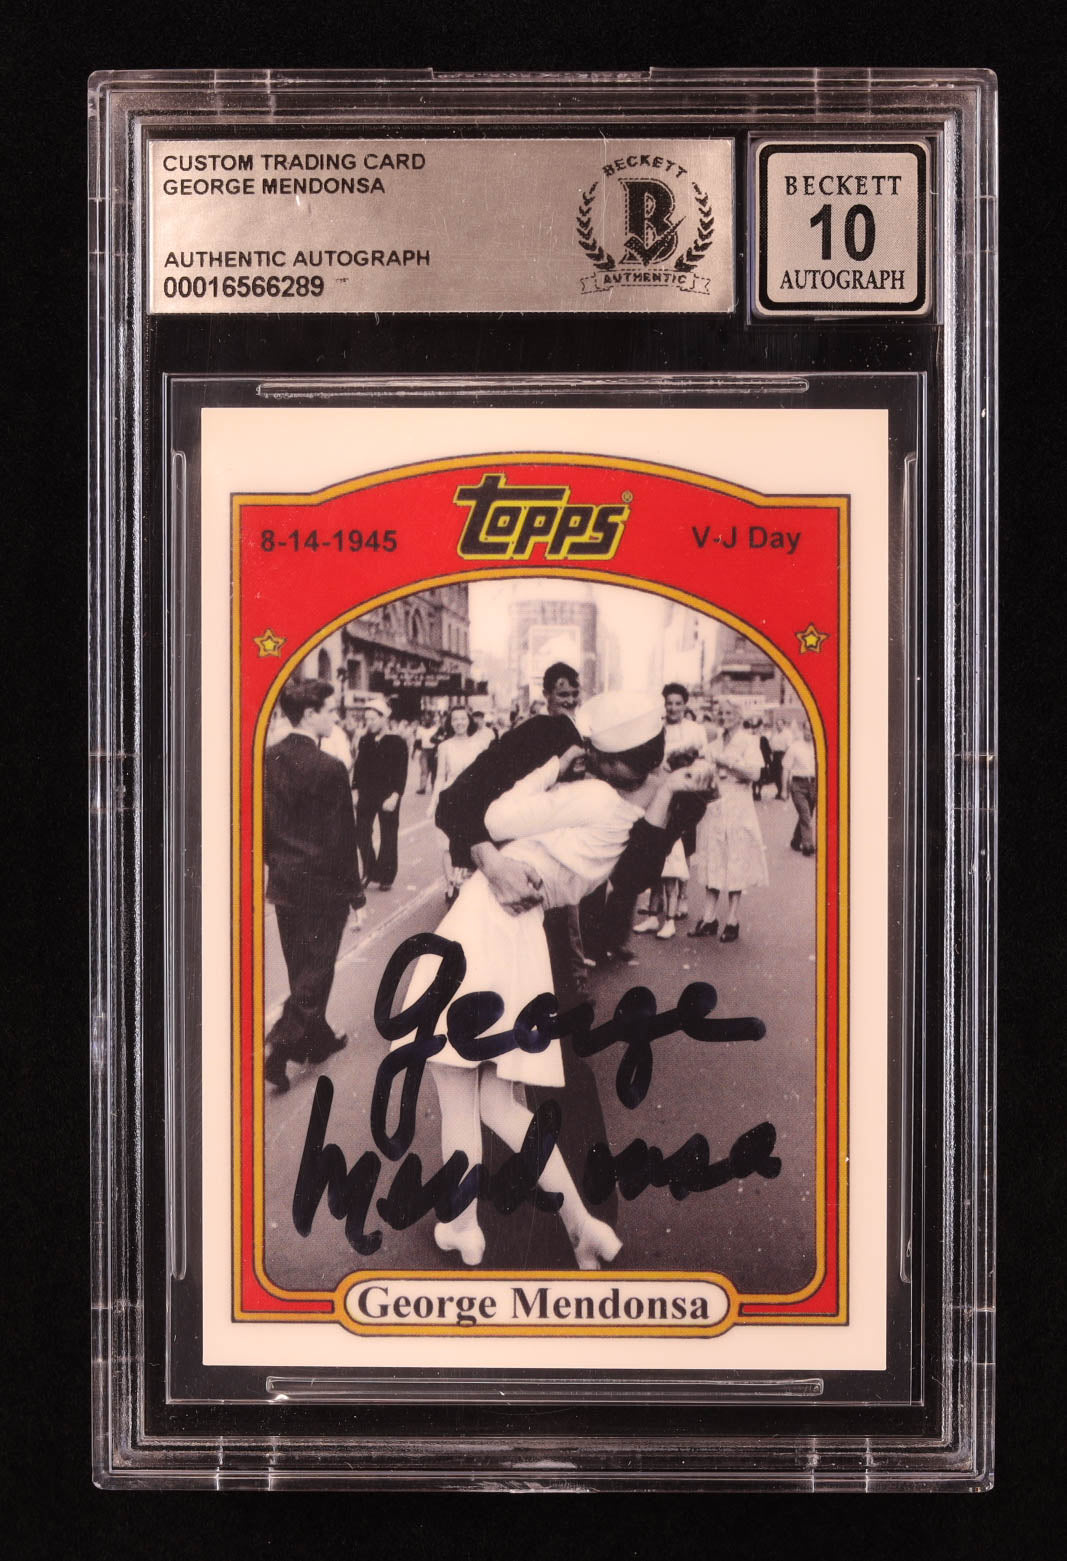 CUSTOM TRADING CARD
GEORGE MENDONSA
AUTHENTIC AUTOGRAPH
00016566289
BECKETT
B
AUTHENTIC
BECKETT
10
AUTOGRAPH
topps®
8-14-1945
V-J Day
George
Mendonsa
George Mendonsa